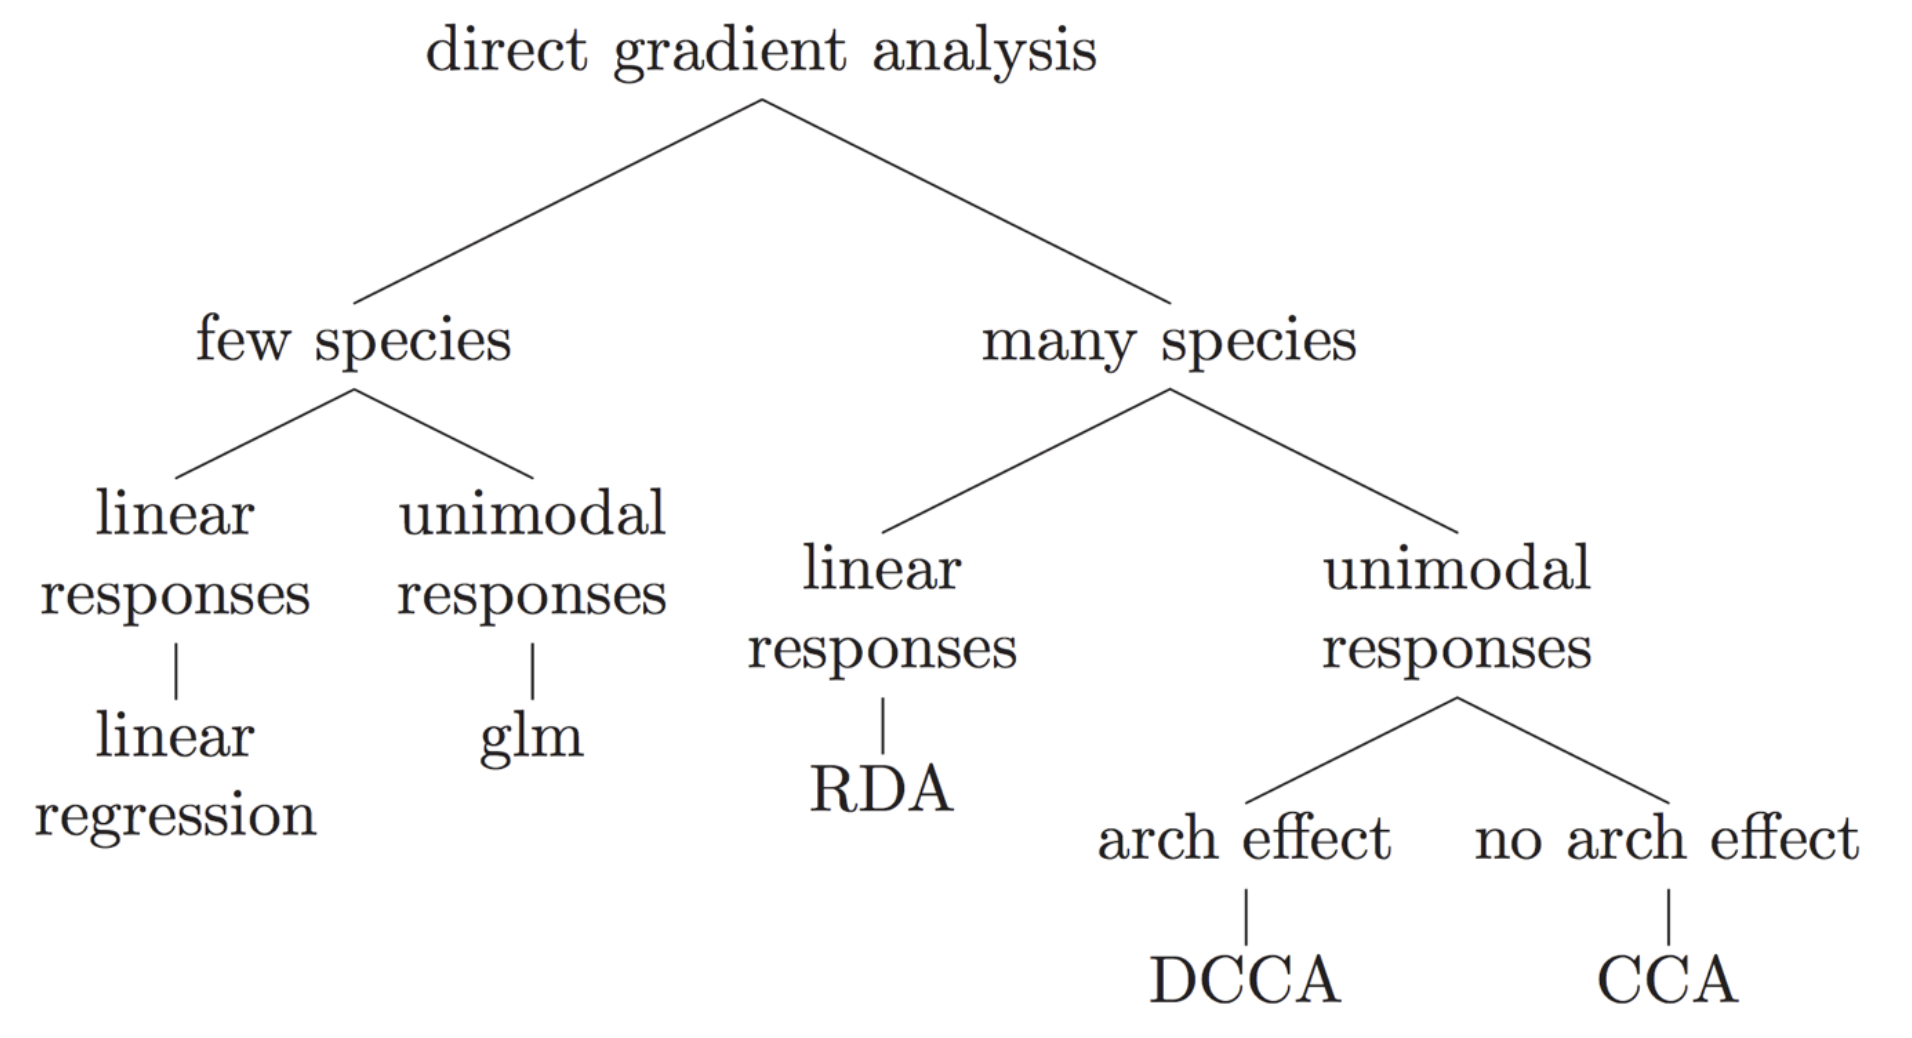 direct gradient analysis
few species
many species
linear
responses
unimodal
responses
linear
responses
unimodal
responses
linear
regression
glm
RDA
arch effect
no arch effect
DCCA
CCA